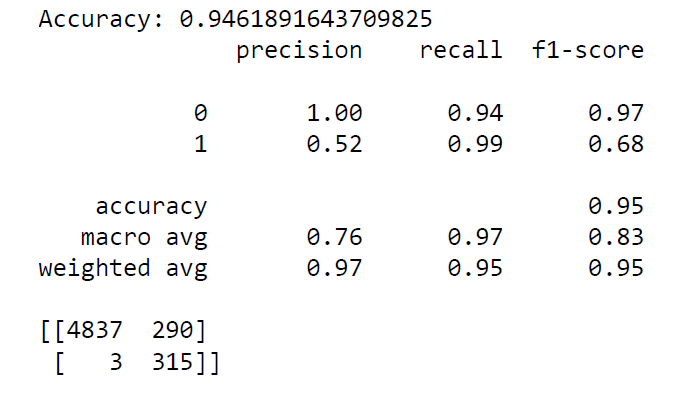 Accuracy: 0.9461891643709825
precision recall f1-score
0 1.00 0.94 0.97
1 0.52 0.99 0.68
accuracy 0.95
macro avg 0.76 0.97 0.83
weighted avg 0.97 0.95 0.95
[[4837 290]
[ 3 315]]